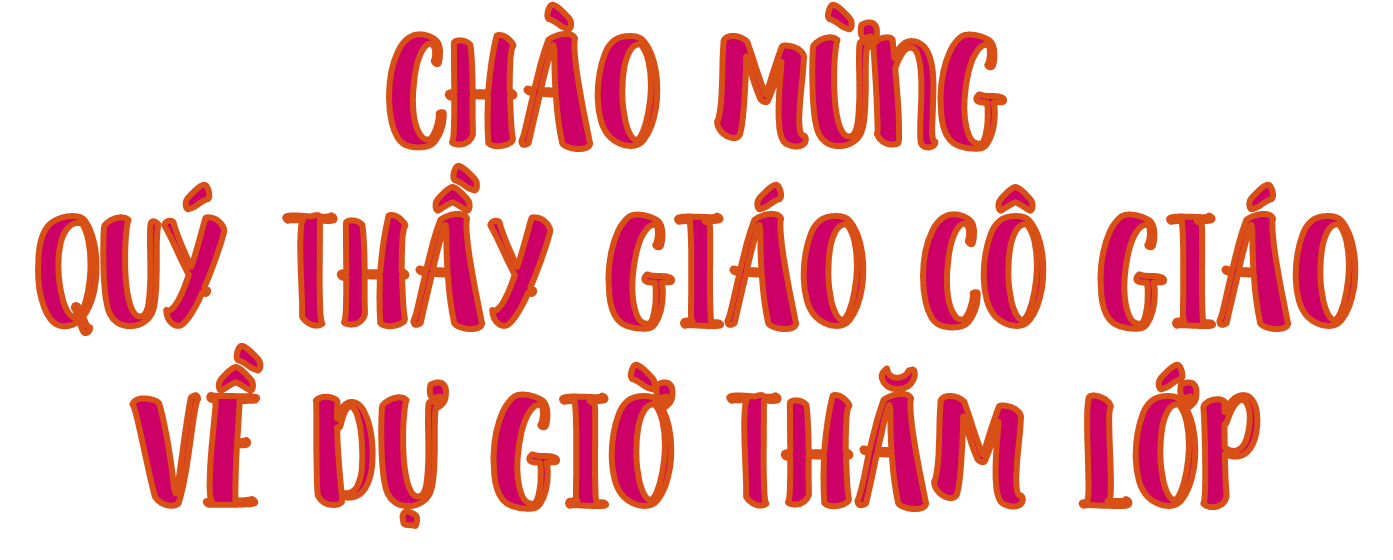 CHÀO MỪNG
QUÝ THẦY GIÁO CÔ GIÁO
VỀ DỰ GIỜ THĂM LỚP